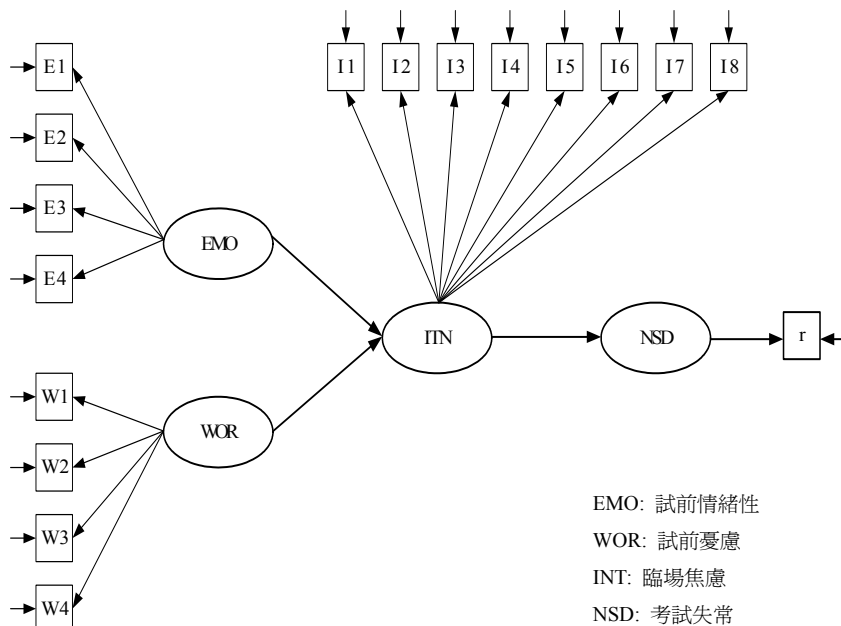 I1 I2 I3 I4 I5 I6 I7 I8
E1
E2
E3
E4
EMO
ITN
NSD
r
WOR
W1
W2
W3
W4
EMO: 試前情緒性
WOR: 試前憂慮
INT: 臨場焦慮
NSD: 考試失常